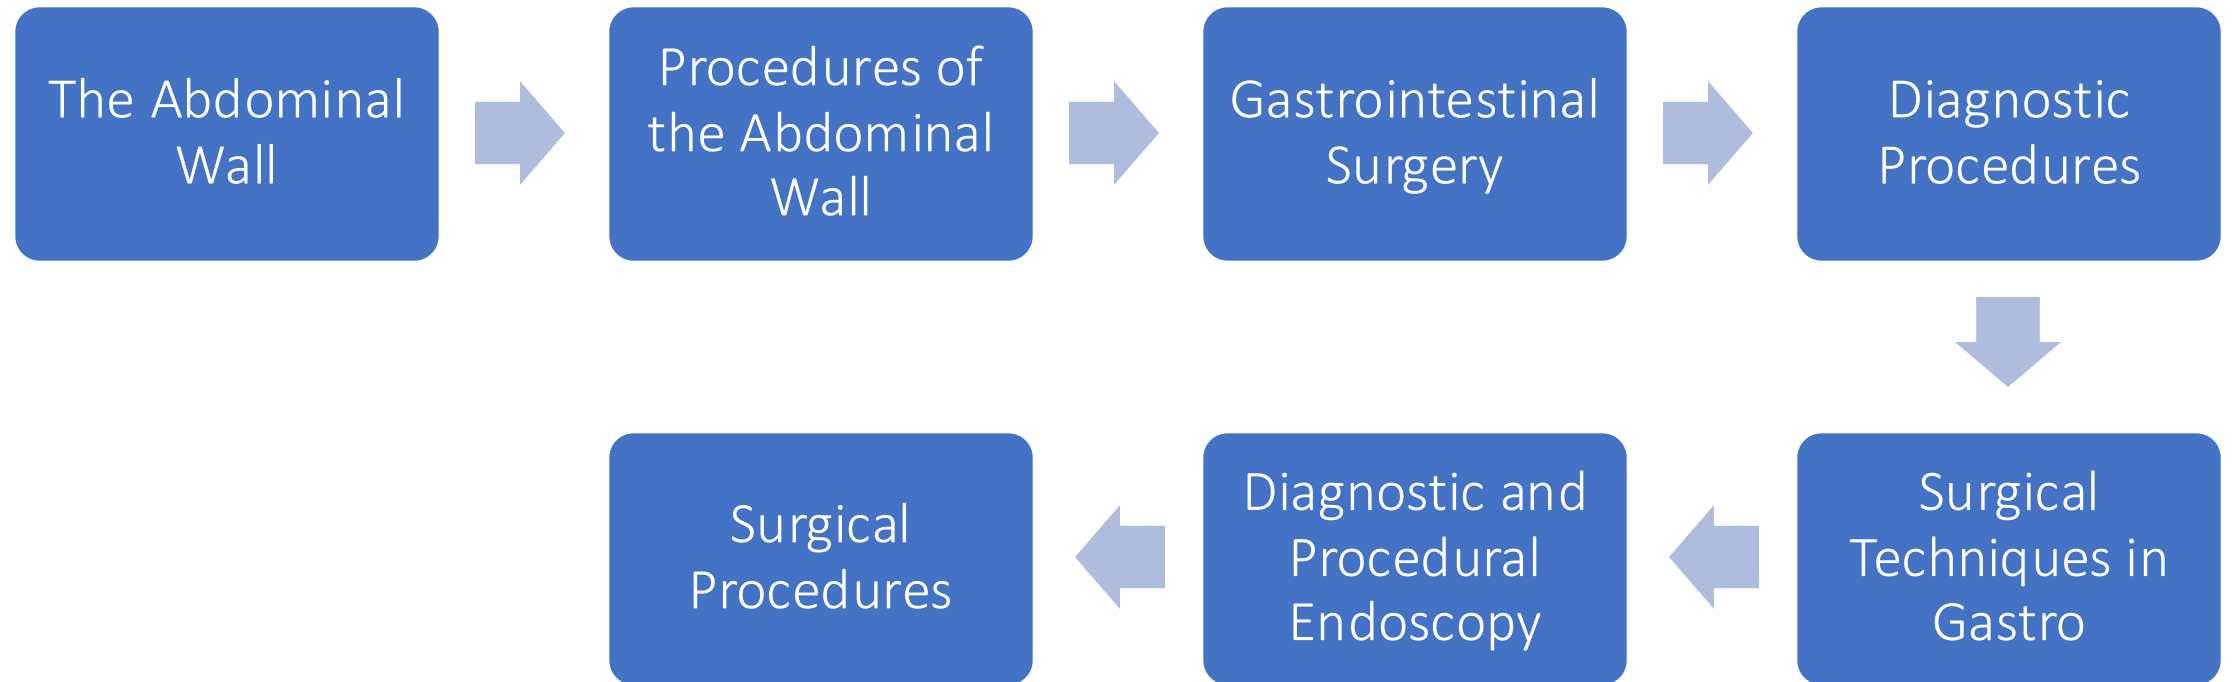 The Abdominal
Wall
Procedures of
the Abdominal
Wall
Gastrointestinal
Surgery
Diagnostic
Procedures
Surgical
Techniques in
Gastro
Diagnostic and
Procedural
Endoscopy
Surgical
Procedures